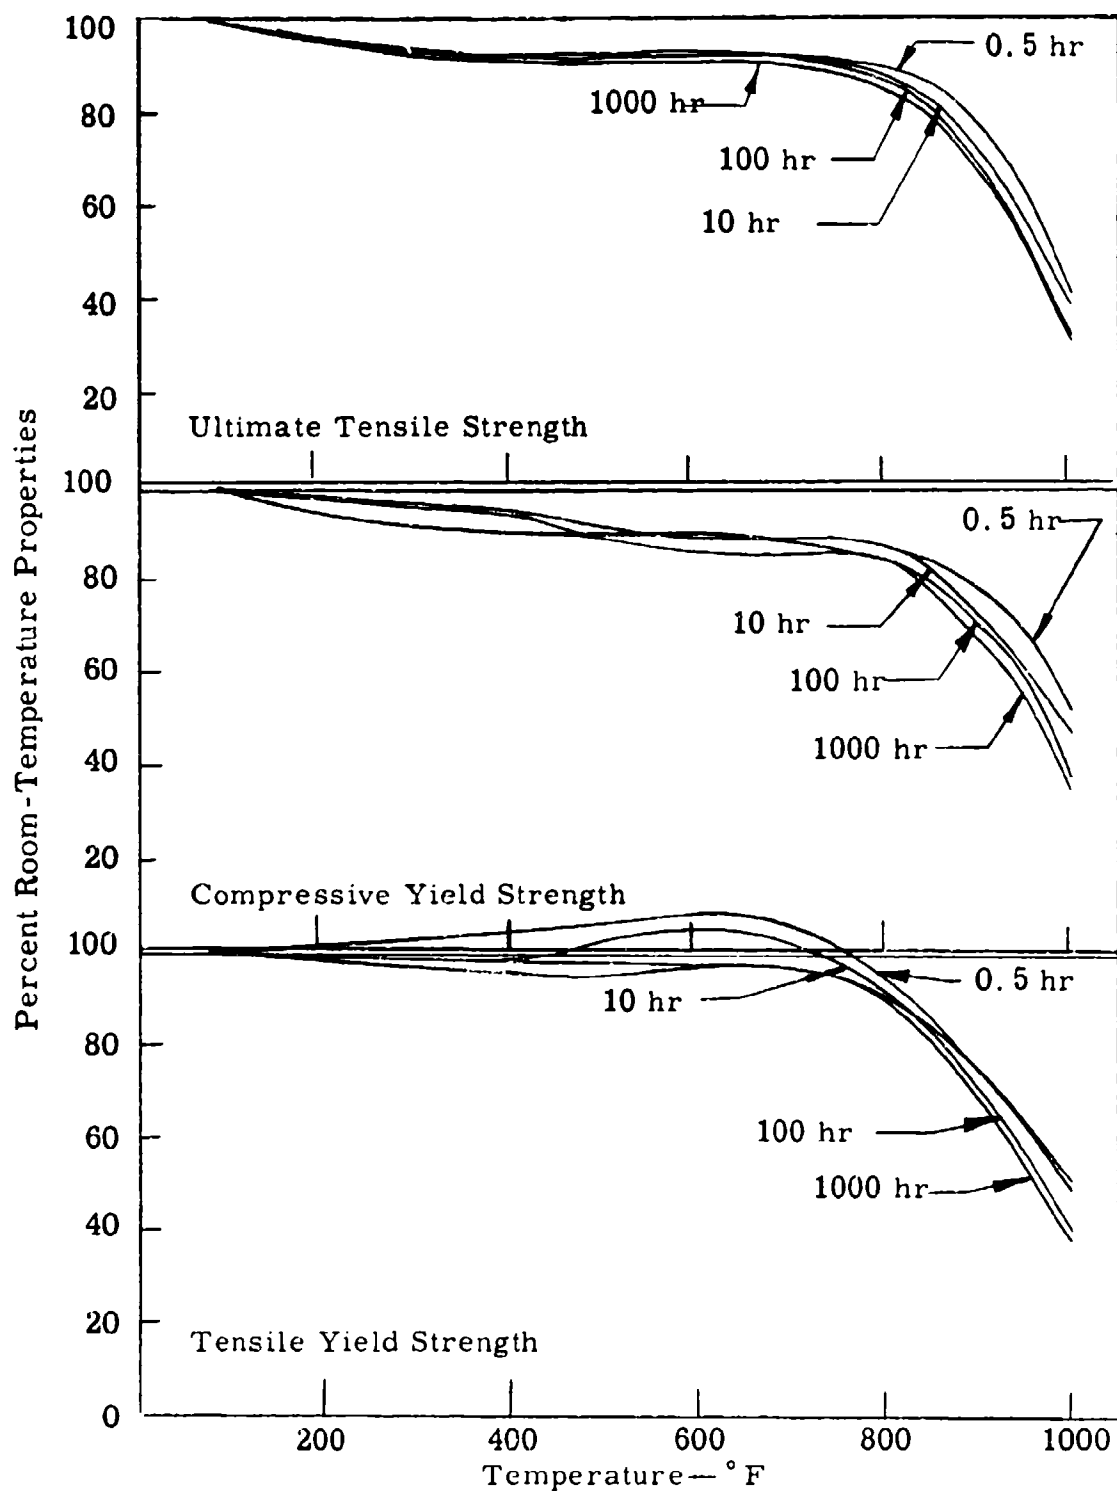 100
0.5 hr
1000 hr
80
100 hr
60
10 hr
40
20
Ultimate Tensile Strength
100
0.5 hr
80
10 hr
100 hr
60
1000 hr
40
20
Compressive Yield Strength
100
0.5 hr
10 hr
80
100 hr
60
1000 hr
40
20
Tensile Yield Strength
0
200
400
600
800
1000
Temperature—°F
Percent Room-Temperature Properties